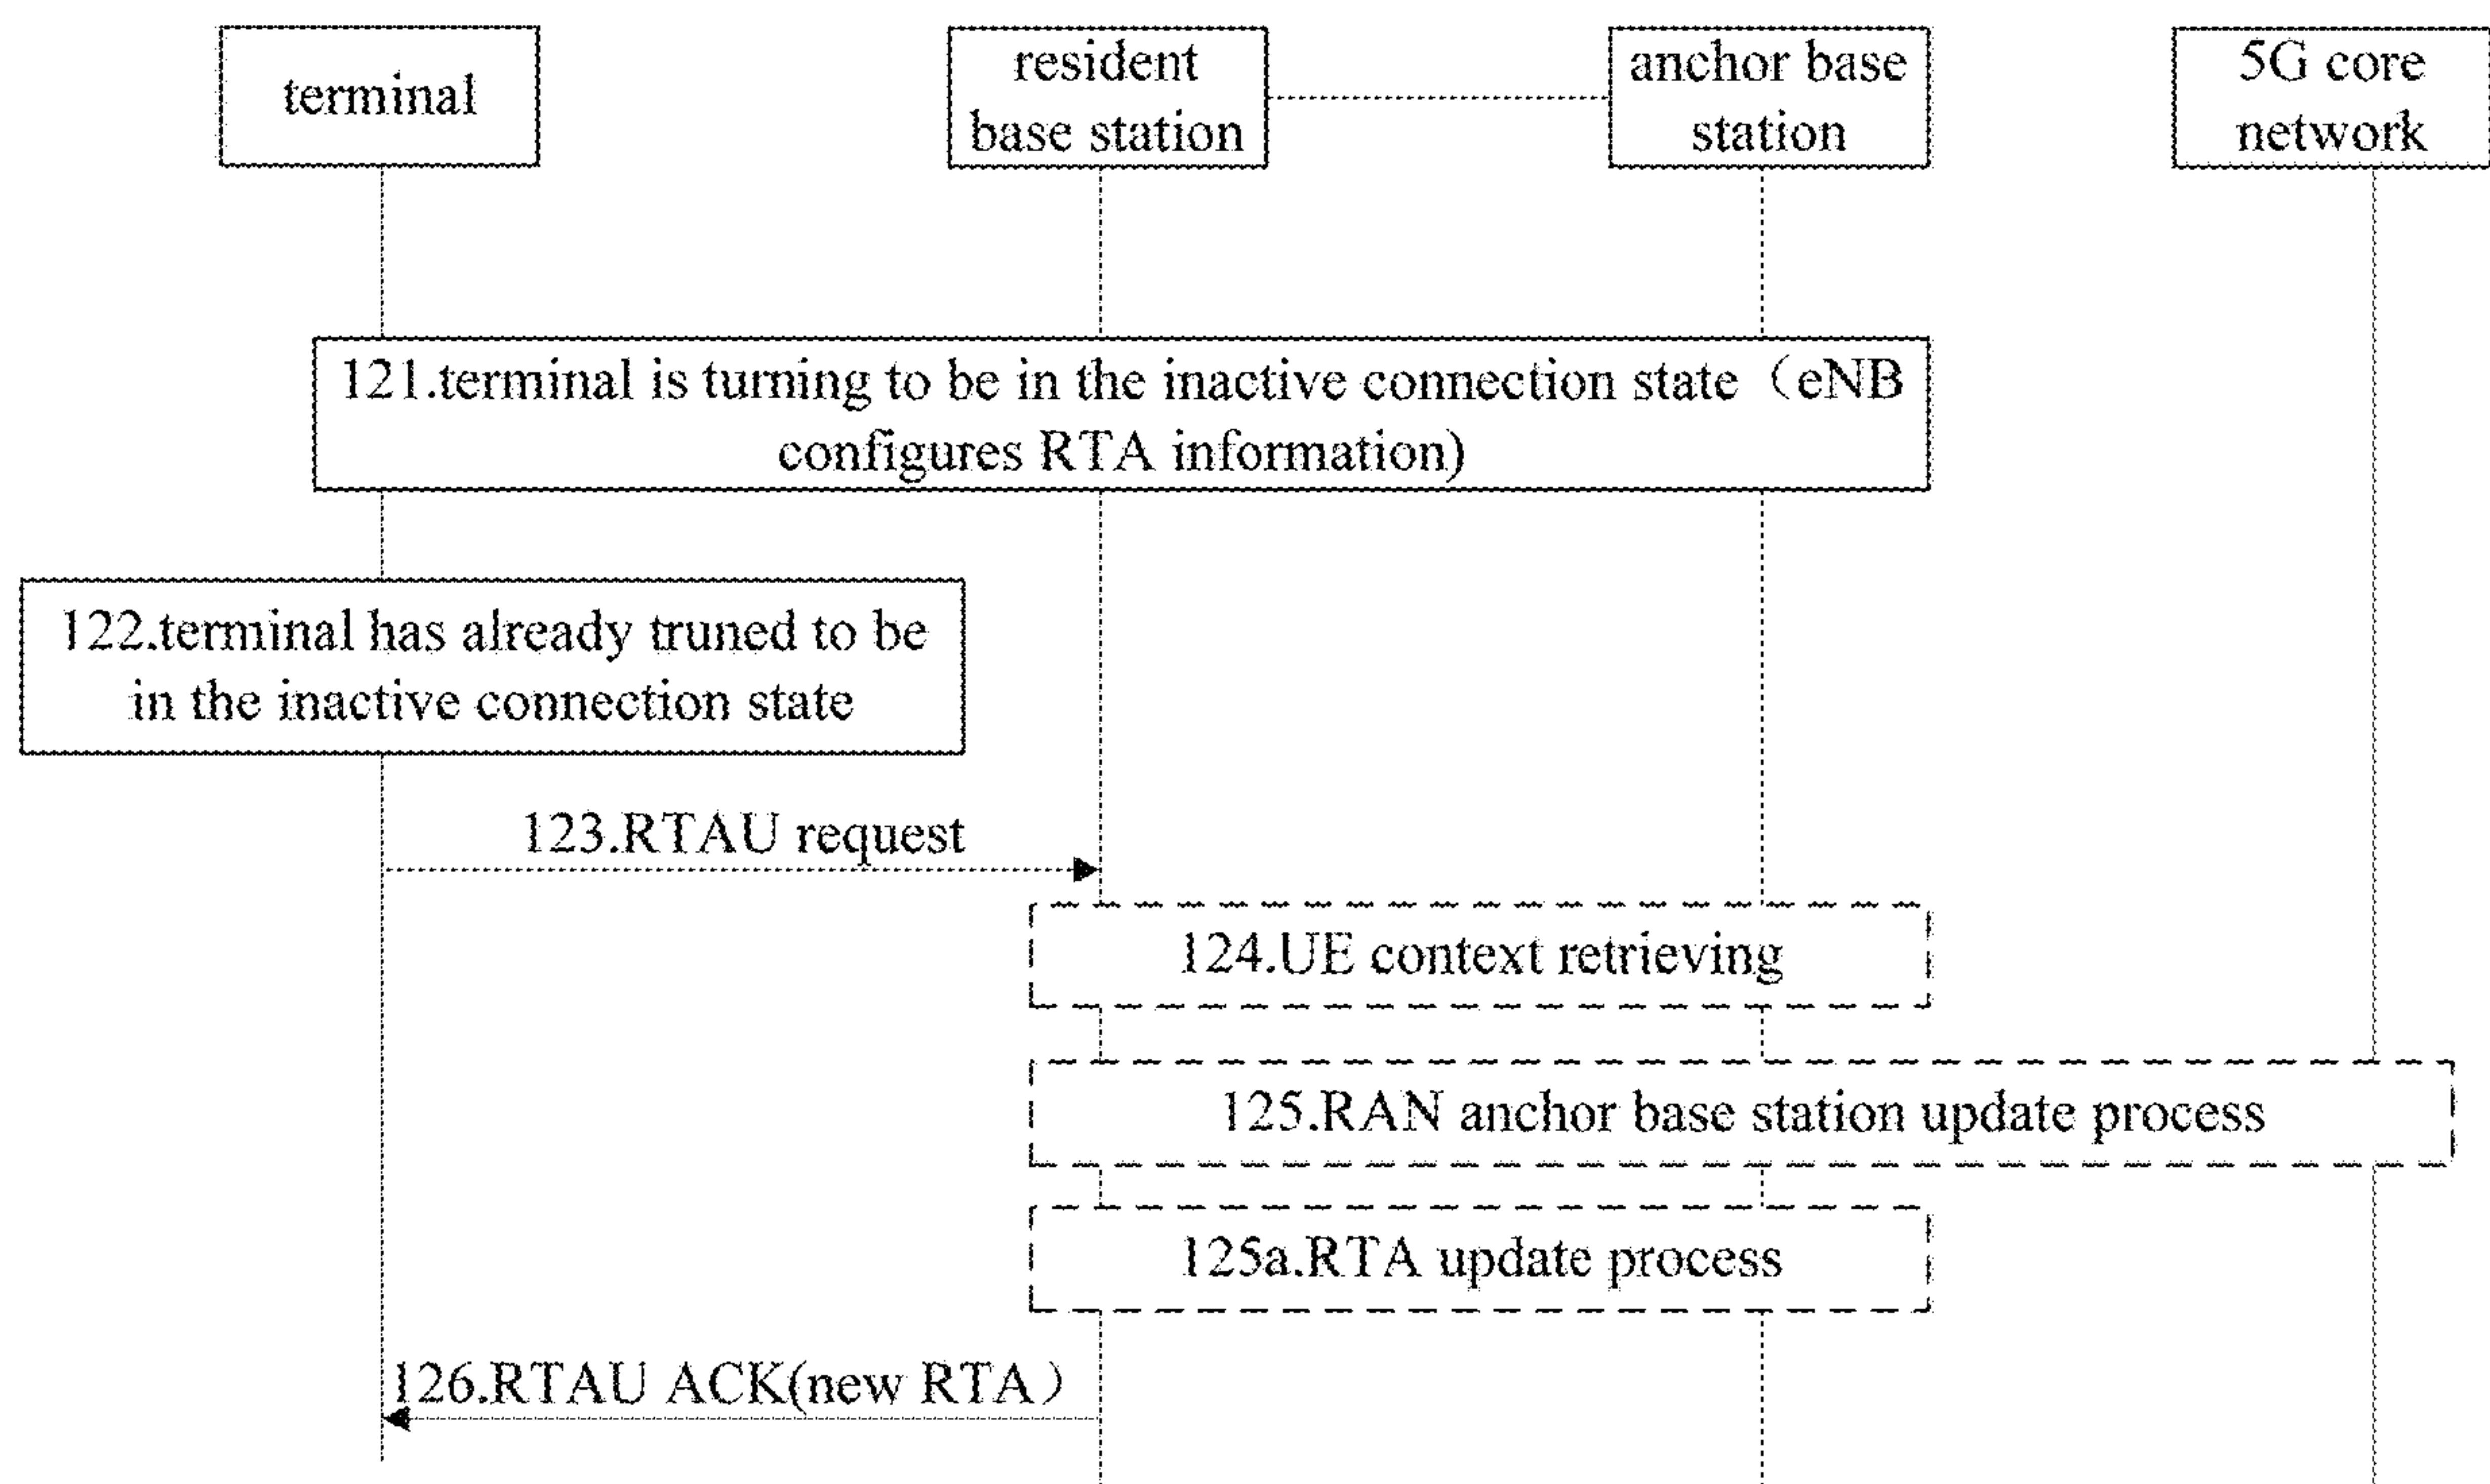 terminal
resident
base station
anchor base
station
5G core
network
121.terminal is turning to be in the inactive connection state（eNB
configures RTA information)
122.terminal has already truned to be
in the inactive connection state
123.RTAU request
124.UE context retrieving
125.RAN anchor base station update process
125a.RTA update process
126.RTAU ACK(new RTA）